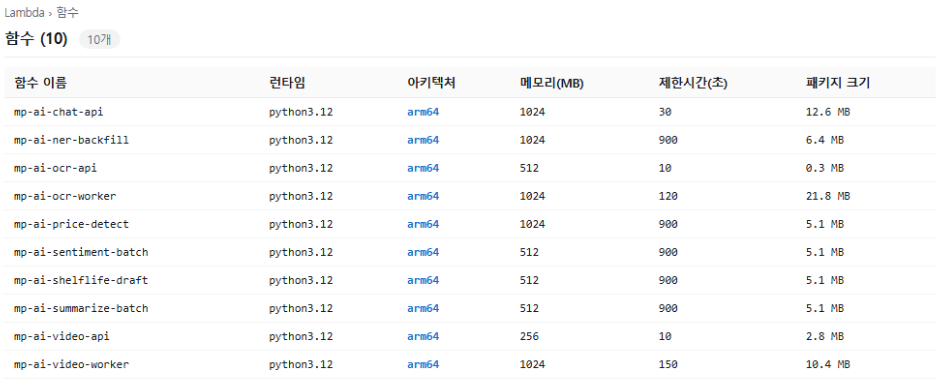 Lambda › 함수
함수 (10) 10개
함수 이름 런타임 아키텍처 메모리(MB) 제한시간(초) 패키지 크기
mp-ai-chat-api python3.12 arm64 1024 30 12.6 MB
mp-ai-ner-backfill python3.12 arm64 1024 900 6.4 MB
mp-ai-ocr-api python3.12 arm64 512 10 0.3 MB
mp-ai-ocr-worker python3.12 arm64 1024 120 21.8 MB
mp-ai-price-detect python3.12 arm64 1024 900 5.1 MB
mp-ai-sentiment-batch python3.12 arm64 512 900 5.1 MB
mp-ai-shelflife-draft python3.12 arm64 512 900 5.1 MB
mp-ai-summarize-batch python3.12 arm64 512 900 5.1 MB
mp-ai-video-api python3.12 arm64 256 10 2.8 MB
mp-ai-video-worker python3.12 arm64 1024 150 10.4 MB